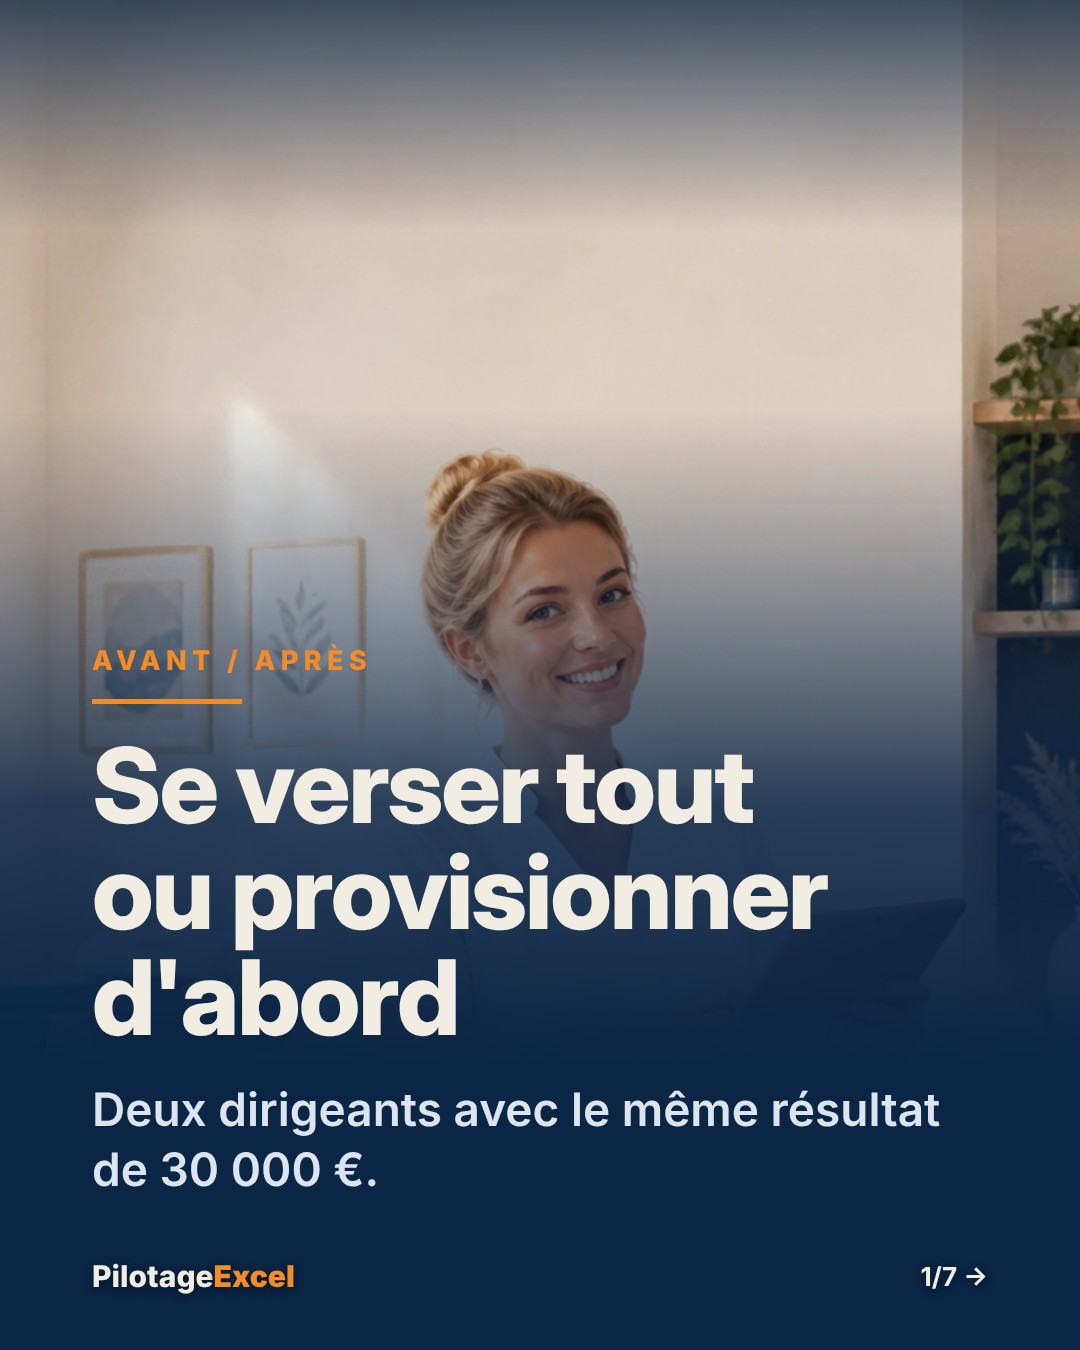 AVANT / APRÈS
Se verser tout
ou provisionner
d'abord
Deux dirigeants avec le même résultat
de 30 000 €.
PilotageExcel
1/7 →